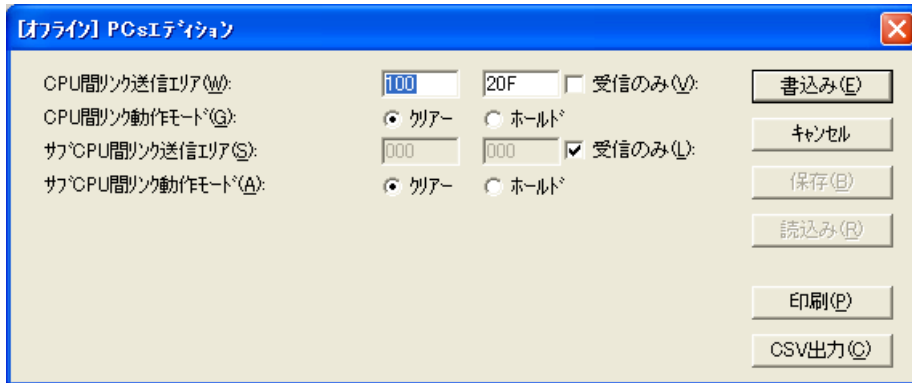 [オフライン] PCsエディション
CPU間リンク送信エリア(W): 100 20F 受信のみ(V):
CPU間リンク動作モード(G): クリアー ホールド
サブCPU間リンク送信エリア(S): 000 000 受信のみ(L):
サブCPU間リンク動作モード(A): クリアー ホールド
書込み(E)
キャンセル
保存(B)
読込み(R)
印刷(P)
CSV出力(C)